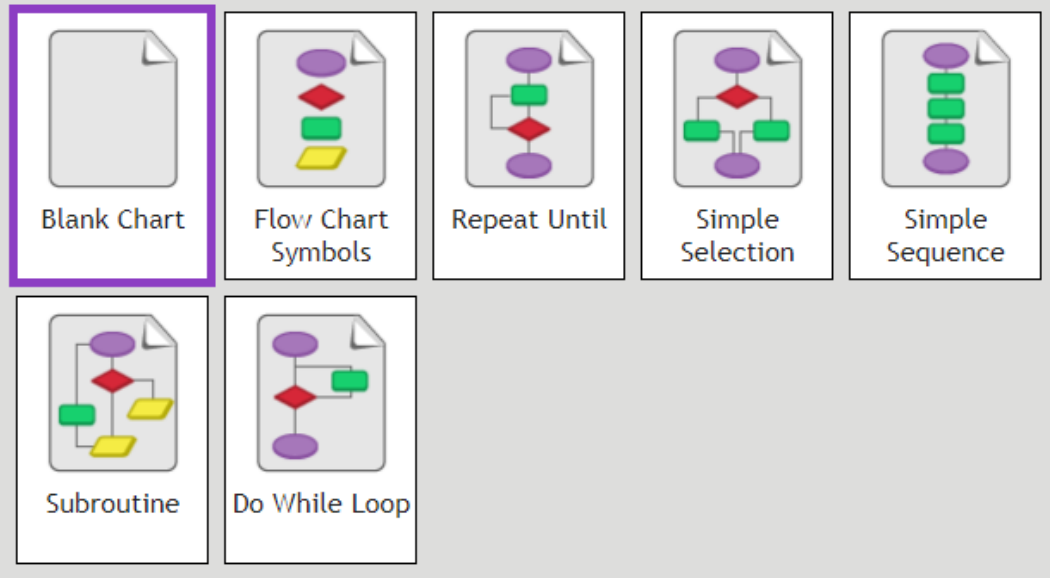 Blank Chart
Flow Chart
Symbols
Repeat Until
Simple
Selection
Simple
Sequence
Subroutine
Do While Loop